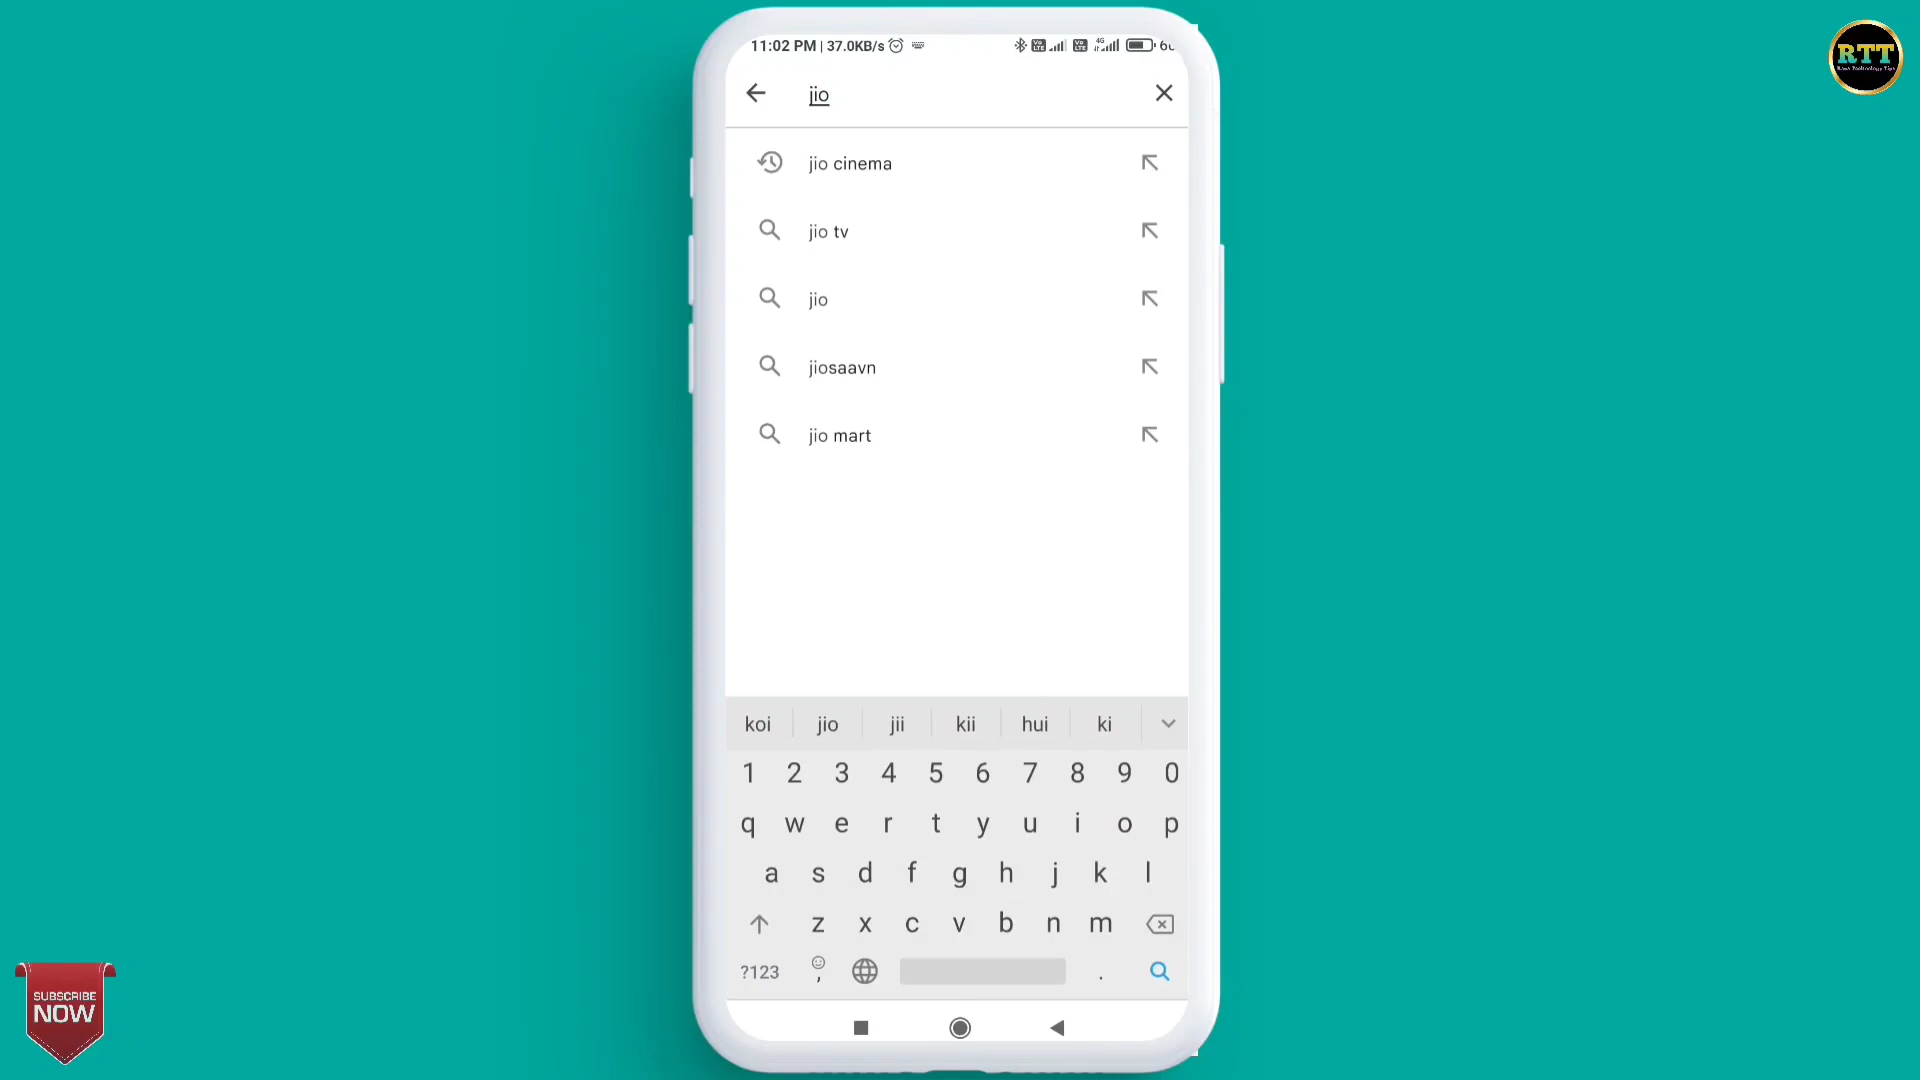 11:02 PM | 37.0KB/s
jio
jio cinema
jio tv
jio
jiosaavn
jio mart
koi jio jii kii hui ki
1 2 3 4 5 6 7 8 9 0
q w e r t y u i o p
a s d f g h j k l
z x c v b n m
?123 , .
RTT
SUBSCRIBE
NOW